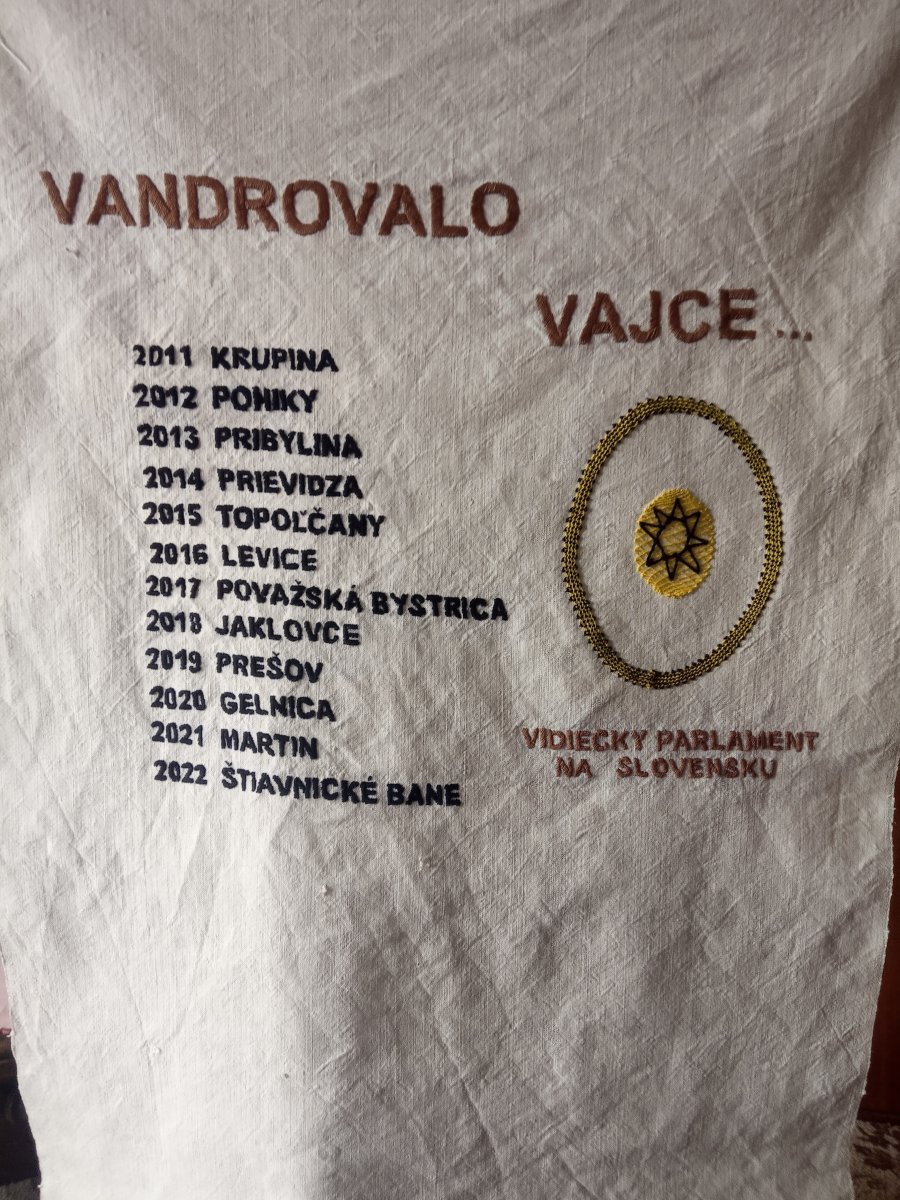 VANDROVALO
VAJCE ...
2011 KRUPINA
2012 PONIKY
2013 PRIBYLINA
2014 PRIEVIDZA
2015 TOPOĽČANY
2016 LEVICE
2017 POVAŽSKÁ BYSTRICA
2018 JAKLOVCE
2019 PREŠOV
2020 GELNICA
2021 MARTIN
2022 ŠTIAVNICKÉ BANE
VIDIECKY PARLAMENT
NA SLOVENSKU